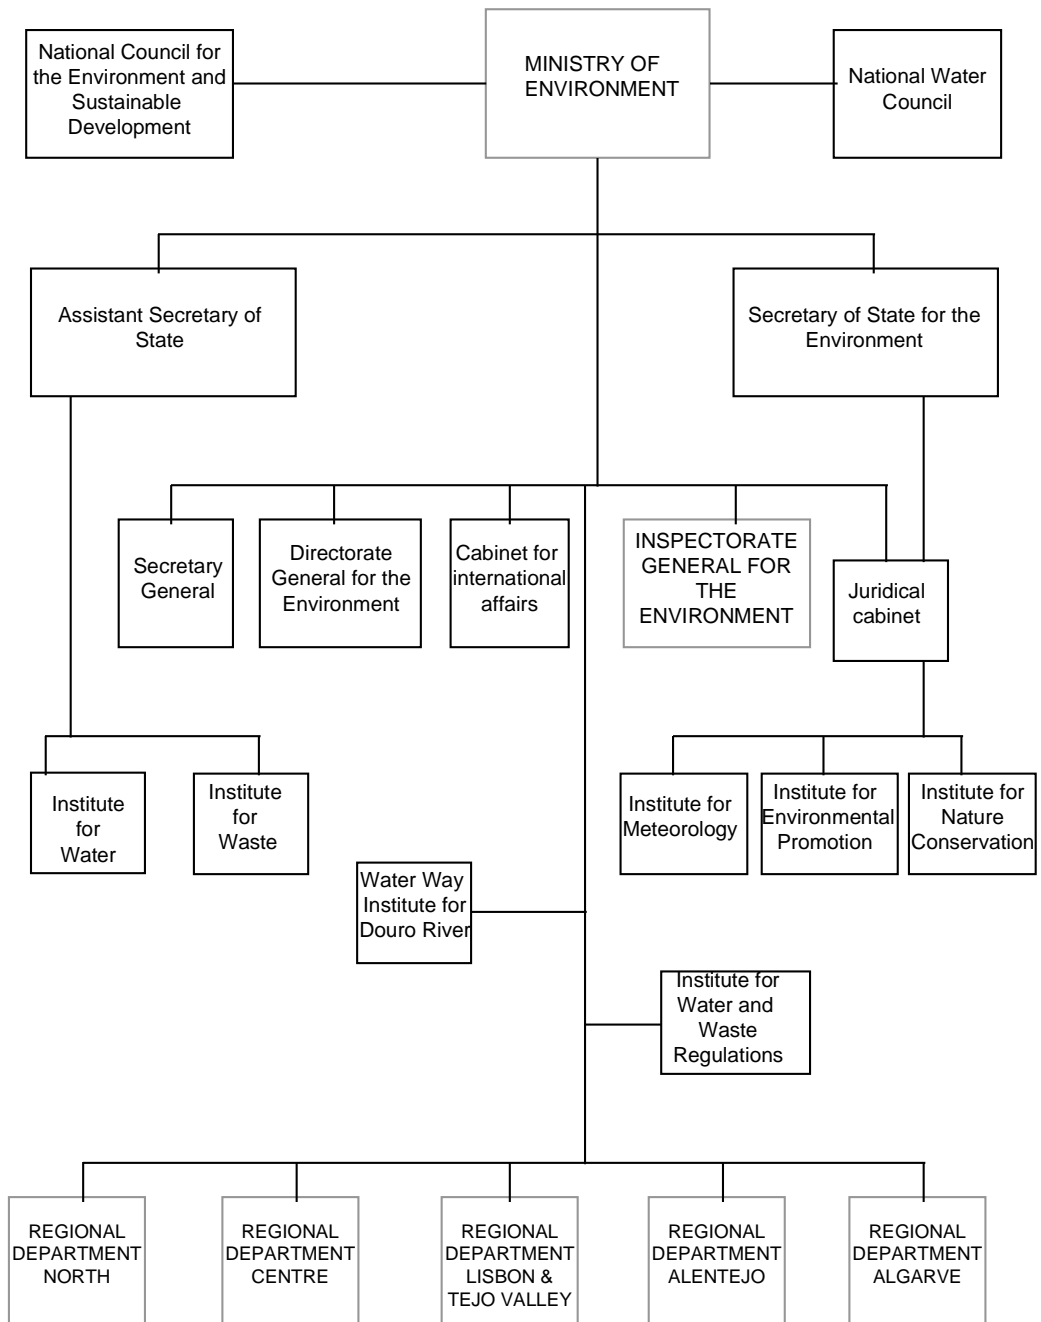 National Council for
the Environment and
Sustainable
Development
MINISTRY OF
ENVIRONMENT
National Water
Council
Assistant Secretary of
State
Secretary of State for the
Environment
Secretary
General
Directorate
General for the
Environment
Cabinet for
international
affairs
INSPECTORATE
GENERAL FOR
THE
ENVIRONMENT
Juridical
cabinet
Institute
for
Water
Institute
for
Waste
Institute for
Meteorology
Institute for
Environmental
Promotion
Institute for
Nature
Conservation
Water Way
Institute for
Douro River
Institute for
Water and
Waste
Regulations
REGIONAL
DEPARTMENT
NORTH
REGIONAL
DEPARTMENT
CENTRE
REGIONAL
DEPARTMENT
LISBON &
TEJO VALLEY
REGIONAL
DEPARTMENT
ALENTEJO
REGIONAL
DEPARTMENT
ALGARVE